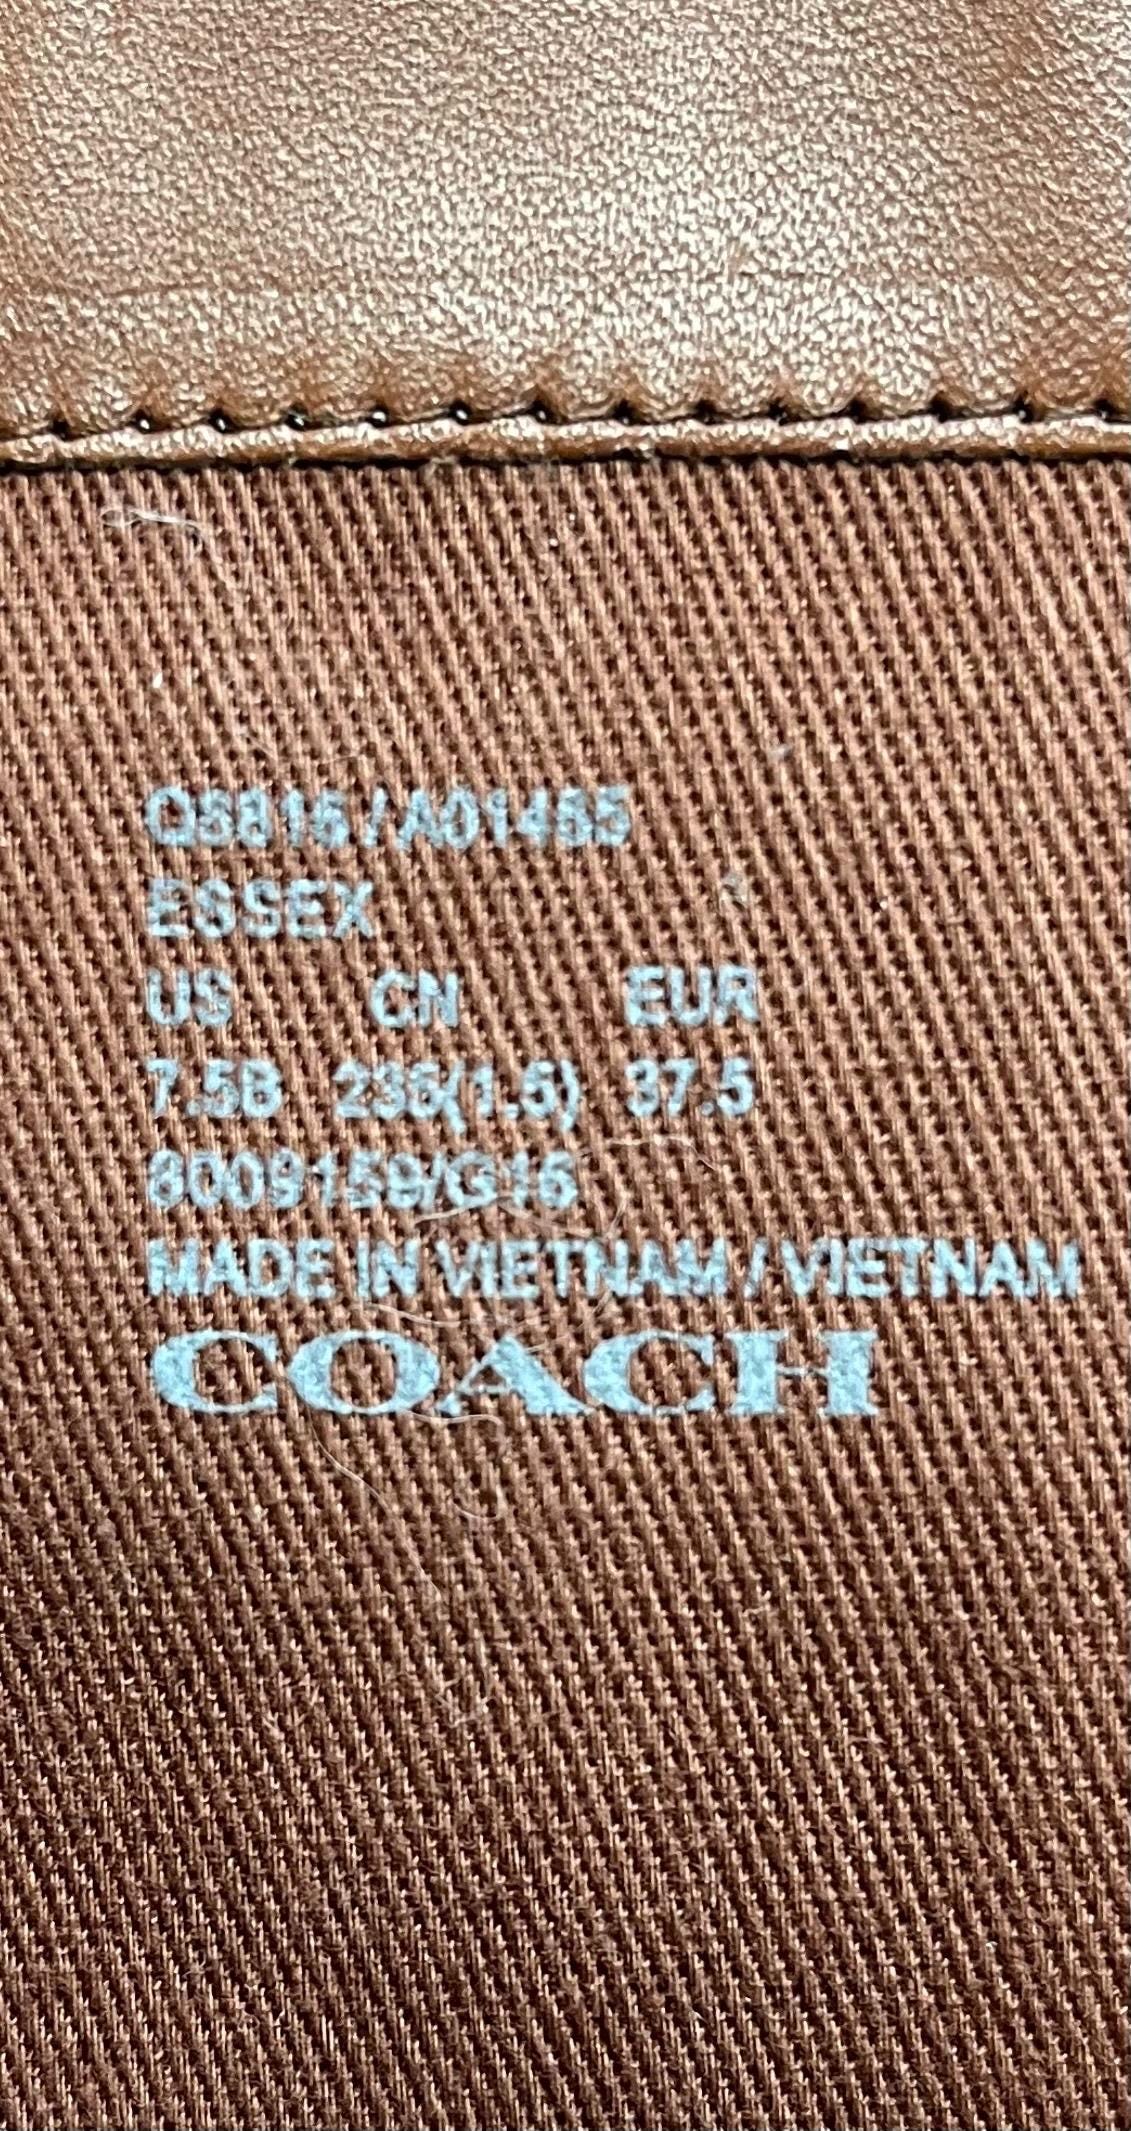 Q8816 / A01455
ESSEX
US CN EUR
7.5B 235(1.5) 37.5
8009159/G16
MADE IN VIETNAM / VIETNAM
COACH